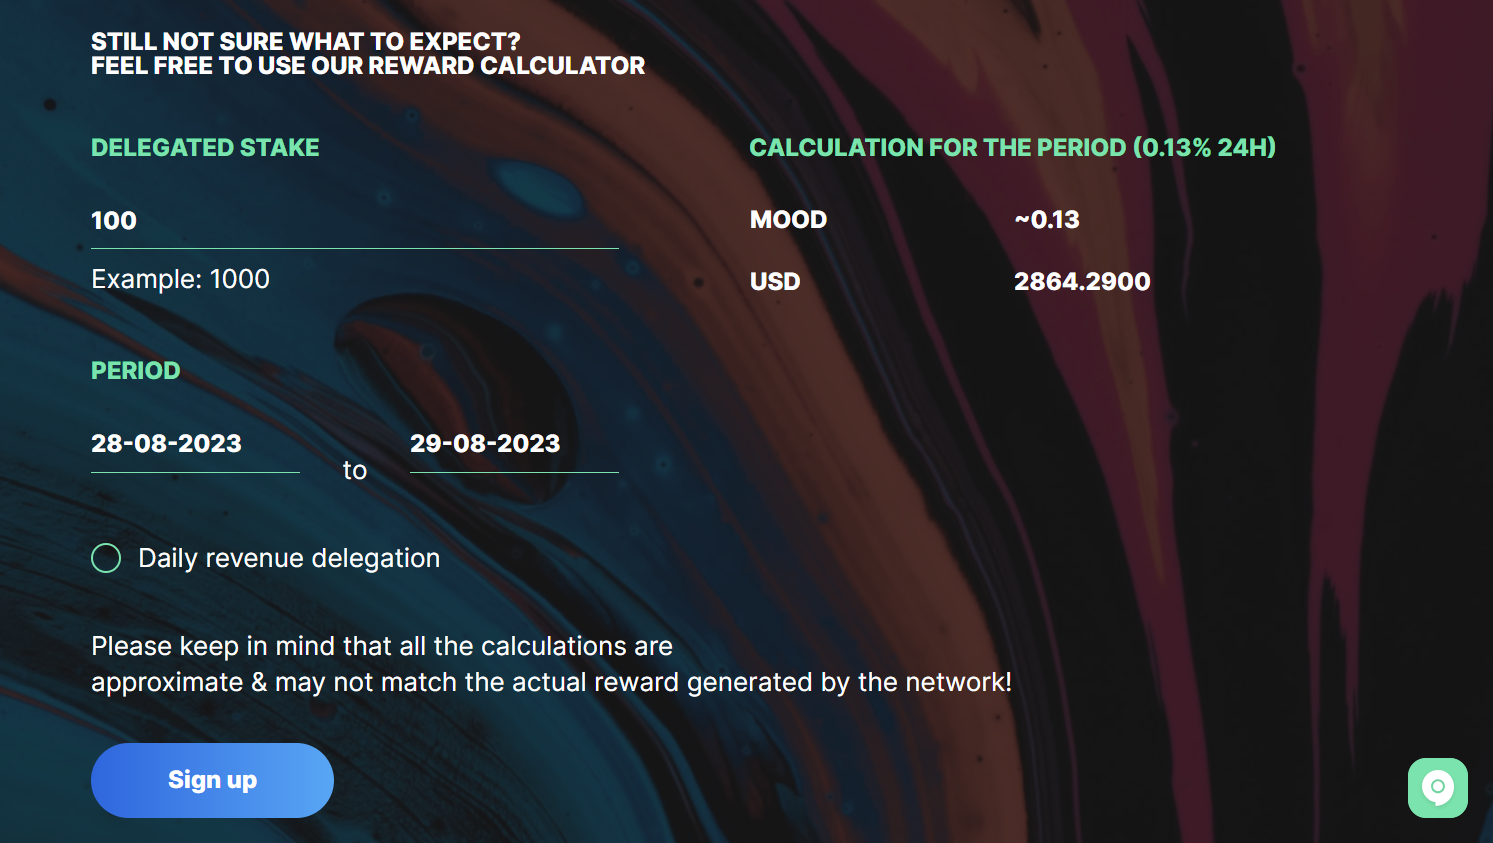 STILL NOT SURE WHAT TO EXPECT?
FEEL FREE TO USE OUR REWARD CALCULATOR
DELEGATED STAKE
100
Example: 1000
PERIOD
28-08-2023 to 29-08-2023
Daily revenue delegation
CALCULATION FOR THE PERIOD (0.13% 24H)
MOOD ~0.13
USD 2864.2900
Please keep in mind that all the calculations are
approximate & may not match the actual reward generated by the network!
Sign up